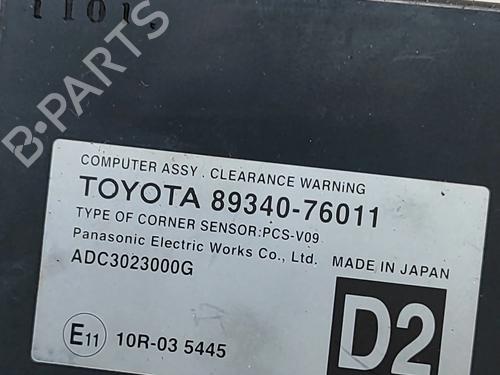 1101.
B-PARTS
COMPUTER ASSY . CLEARANCE WARNiNG
TOYOTA 89340-76011
TYPE OF CORNER SENSOR:PCS-V09
Panasonic Electric Works Co., Ltd. MADE IN JAPAN
ADC3023000G
D2
E11 10R-03 5445